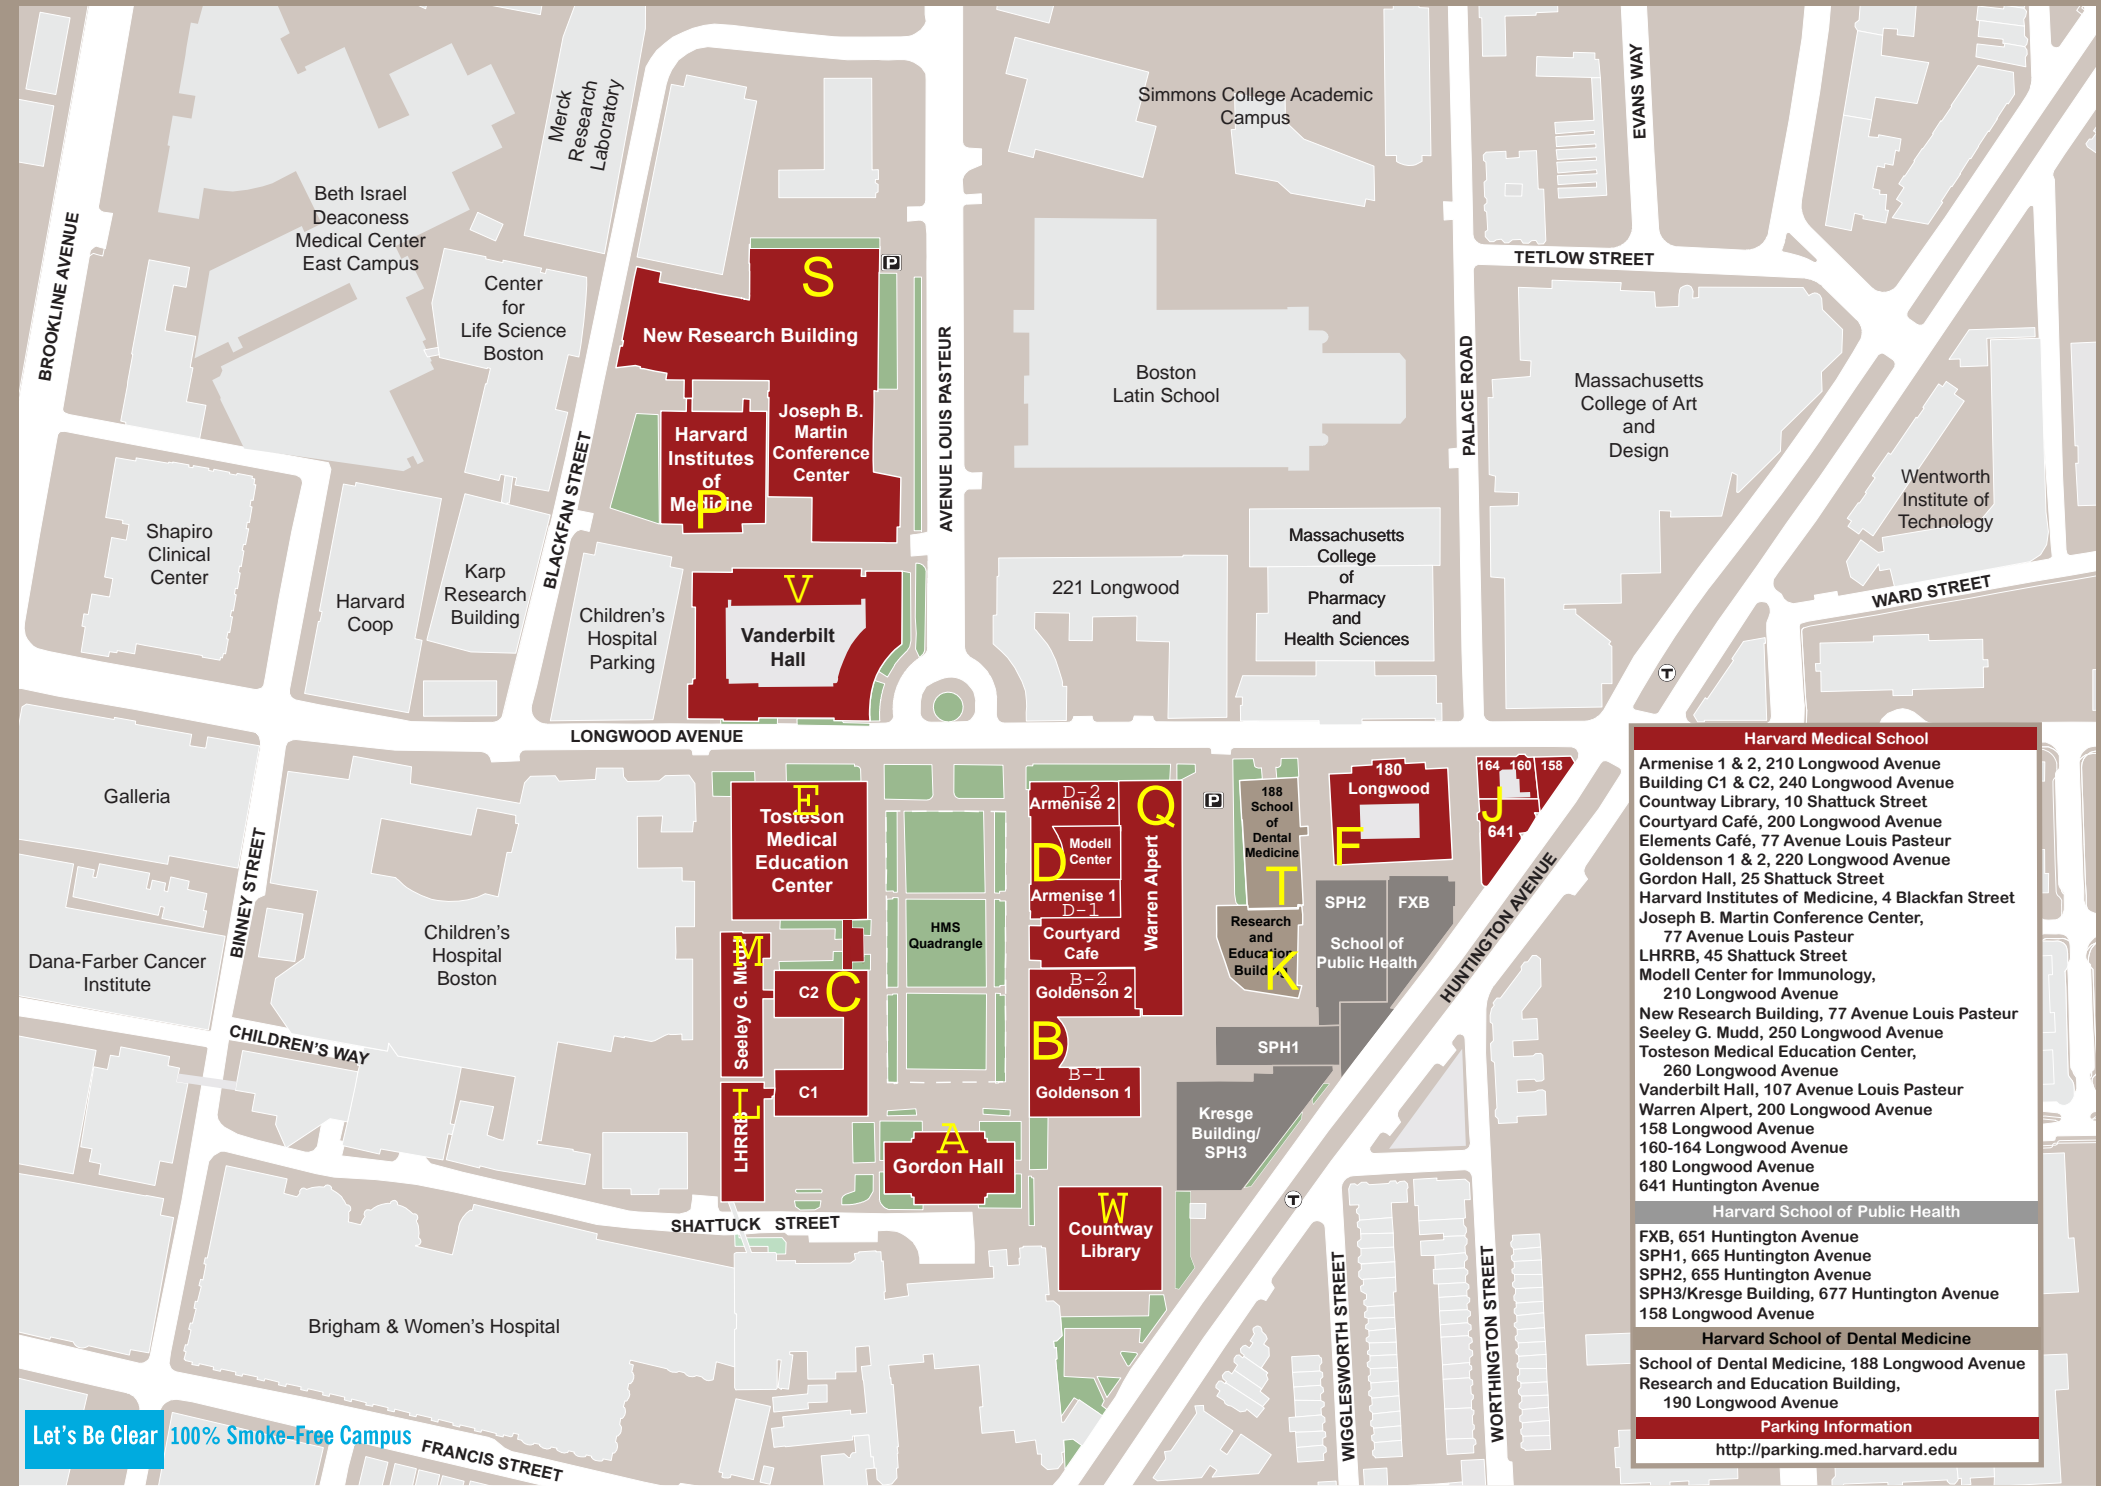 Merck
Research
Laboratory
Simmons College Academic
Campus
EVANS WAY
Beth Israel
Deaconess
Medical Center
East Campus
BROOKLINE AVENUE
Center
for
Life Science
Boston
S
P
New Research Building
TETLOW STREET
AVENUE LOUIS PASTEUR
PALACE ROAD
Boston
Latin School
Massachusetts
College of Art
and
Design
Joseph B.
Martin
Conference
Center
Harvard
Institutes
of
Medicine
P
BLACKFAN STREET
Wentworth
Institute of
Technology
Shapiro
Clinical
Center
Harvard
Coop
Karp
Research
Building
Children's
Hospital
Parking
V
Vanderbilt
Hall
221 Longwood
Massachusetts
College
of
Pharmacy
and
Health Sciences
WARD STREET
T
LONGWOOD AVENUE
Galleria
BINNEY STREET
E
Tosteson
Medical
Education
Center
D-2
Armenise 2
D
Modell
Center
Armenise 1
D-1
Courtyard
Cafe
Q
Warren Alpert
P
188
School
of
Dental
Medicine
T
180
Longwood
F
164 160 158
J
641
Research
and
Education
Building
K
SPH2
FXB
School of
Public Health
HUNTINGTON AVENUE
HMS
Quadrangle
Children's
Hospital
Boston
Dana-Farber Cancer
Institute
M
Seeley G. Mudd
C2
C
B-2
Goldenson 2
B
B-1
Goldenson 1
CHILDREN'S WAY
SPH1
C1
L
LHRRB
A
Gordon Hall
Kresge
Building/
SPH3
T
W
Countway
Library
SHATTUCK STREET
Brigham & Women's Hospital
WIGGLESWORTH STREET
WORTHINGTON STREET
FRANCIS STREET
Let's Be Clear 100% Smoke-Free Campus
Harvard Medical School
Armenise 1 & 2, 210 Longwood Avenue
Building C1 & C2, 240 Longwood Avenue
Countway Library, 10 Shattuck Street
Courtyard Café, 200 Longwood Avenue
Elements Café, 77 Avenue Louis Pasteur
Goldenson 1 & 2, 220 Longwood Avenue
Gordon Hall, 25 Shattuck Street
Harvard Institutes of Medicine, 4 Blackfan Street
Joseph B. Martin Conference Center,
77 Avenue Louis Pasteur
LHRRB, 45 Shattuck Street
Modell Center for Immunology,
210 Longwood Avenue
New Research Building, 77 Avenue Louis Pasteur
Seeley G. Mudd, 250 Longwood Avenue
Tosteson Medical Education Center,
260 Longwood Avenue
Vanderbilt Hall, 107 Avenue Louis Pasteur
Warren Alpert, 200 Longwood Avenue
158 Longwood Avenue
160-164 Longwood Avenue
180 Longwood Avenue
641 Huntington Avenue
Harvard School of Public Health
FXB, 651 Huntington Avenue
SPH1, 665 Huntington Avenue
SPH2, 655 Huntington Avenue
SPH3/Kresge Building, 677 Huntington Avenue
158 Longwood Avenue
Harvard School of Dental Medicine
School of Dental Medicine, 188 Longwood Avenue
Research and Education Building,
190 Longwood Avenue
Parking Information
http://parking.med.harvard.edu